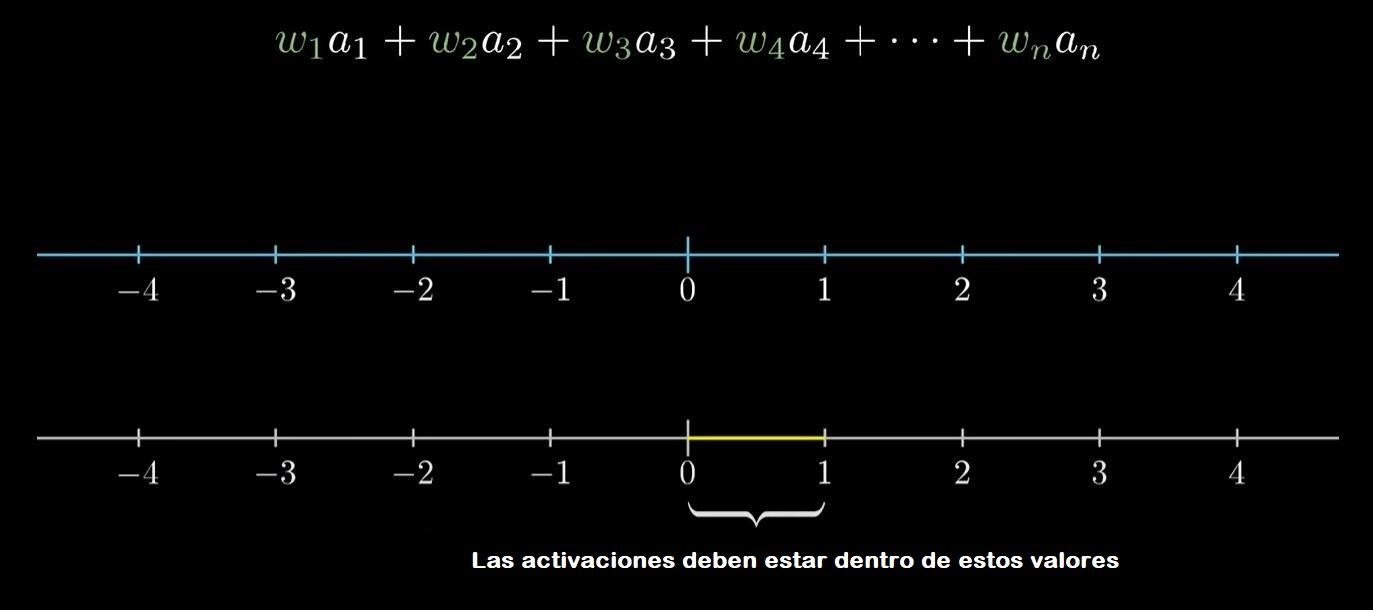 w₁a₁ + w₂a₂ + w₃a₃ + w₄a₄ + ··· + wₙaₙ
−4 −3 −2 −1 0 1 2 3 4
−4 −3 −2 −1 0 1 2 3 4
Las activaciones deben estar dentro de estos valores